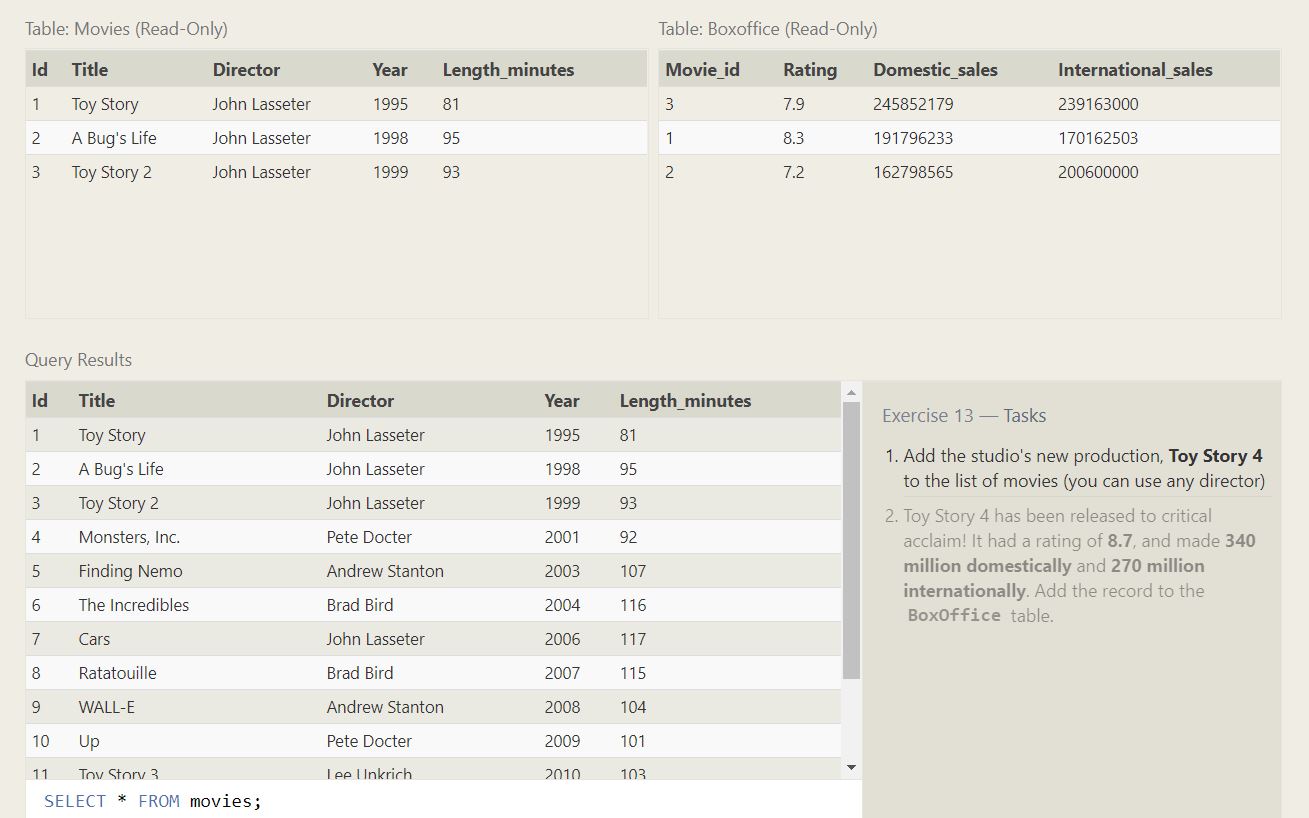 Table: Movies (Read-Only)
Id Title Director Year Length_minutes
1 Toy Story John Lasseter 1995 81
2 A Bug's Life John Lasseter 1998 95
3 Toy Story 2 John Lasseter 1999 93
Table: Boxoffice (Read-Only)
Movie_id Rating Domestic_sales International_sales
3 7.9 245852179 239163000
1 8.3 191796233 170162503
2 7.2 162798565 200600000
Query Results
Id Title Director Year Length_minutes
1 Toy Story John Lasseter 1995 81
2 A Bug's Life John Lasseter 1998 95
3 Toy Story 2 John Lasseter 1999 93
4 Monsters, Inc. Pete Docter 2001 92
5 Finding Nemo Andrew Stanton 2003 107
6 The Incredibles Brad Bird 2004 116
7 Cars John Lasseter 2006 117
8 Ratatouille Brad Bird 2007 115
9 WALL-E Andrew Stanton 2008 104
10 Up Pete Docter 2009 101
11 Toy Story 3 Lee Unkrich 2010 103
SELECT * FROM movies;
Exercise 13 — Tasks
1. Add the studio's new production, Toy Story 4
to the list of movies (you can use any director)
2. Toy Story 4 has been released to critical
acclaim! It had a rating of 8.7, and made 340
million domestically and 270 million
internationally. Add the record to the
BoxOffice table.